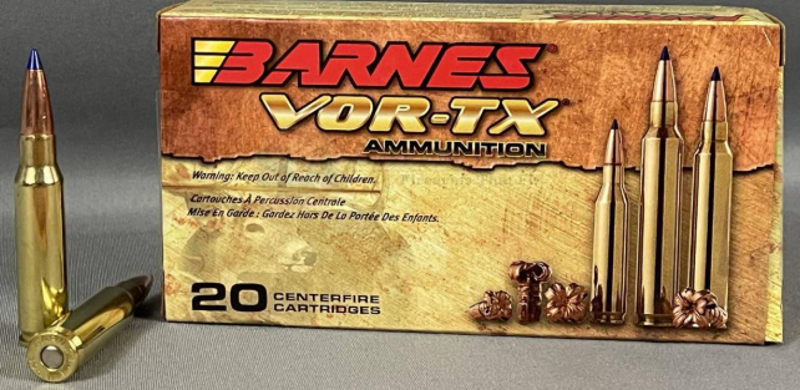 BARNES®
VOR-TX®
AMMUNITION
Warning: Keep Out of Reach of Children.
Cartouches À Percussion Centrale
Mise En Garde : Gardez Hors De La Portée Des Enfants.
20 CENTERFIRE
CARTRIDGES